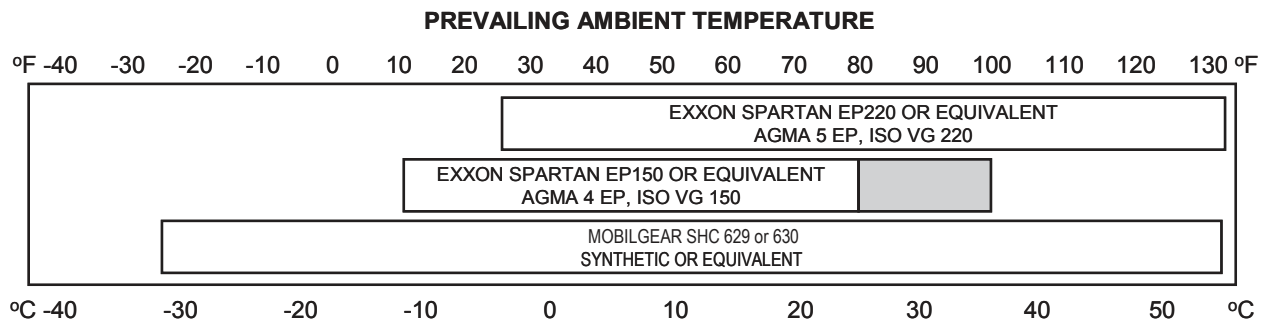 PREVAILING AMBIENT TEMPERATURE
ºF -40 -30 -20 -10 0 10 20 30 40 50 60 70 80 90 100 110 120 130 ºF
EXXON SPARTAN EP220 OR EQUIVALENT
AGMA 5 EP, ISO VG 220
EXXON SPARTAN EP150 OR EQUIVALENT
AGMA 4 EP, ISO VG 150
MOBILGEAR SHC 629 or 630
SYNTHETIC OR EQUIVALENT
ºC -40 -30 -20 -10 0 10 20 30 40 50 ºC